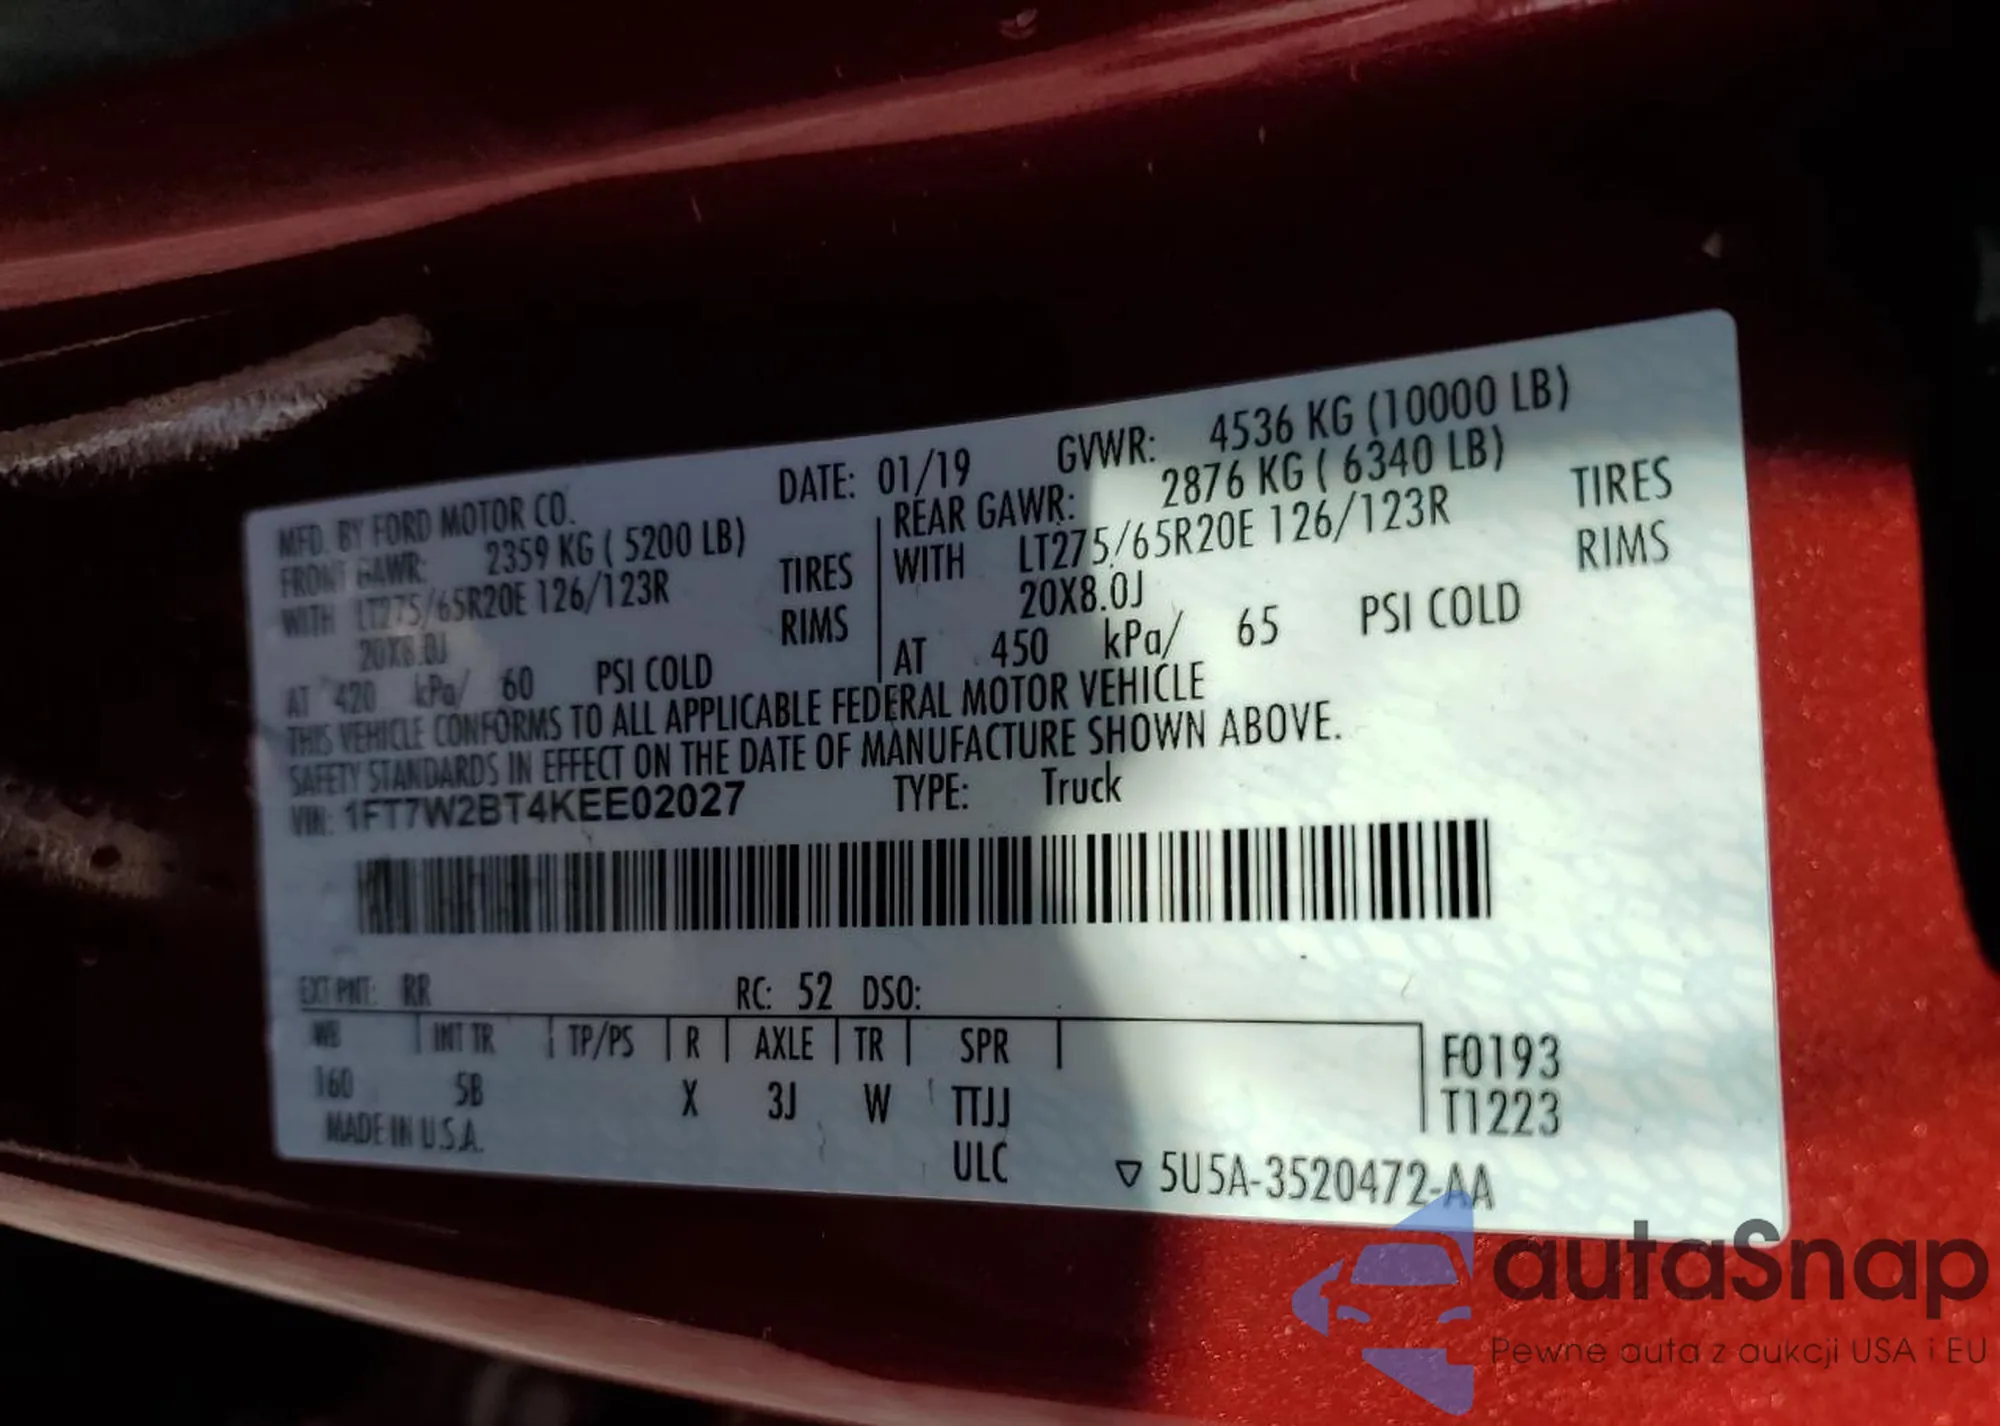 MFD. BY FORD MOTOR CO. DATE: 01/19 GVWR: 4536 KG (10000 LB)
FRONT GAWR: 2359 KG ( 5200 LB) REAR GAWR: 2876 KG ( 6340 LB)
WITH LT275/65R20E 126/123R TIRES WITH LT275/65R20E 126/123R TIRES
20X8.0J RIMS 20X8.0J RIMS
AT 420 kPa/ 60 PSI COLD AT 450 kPa/ 65 PSI COLD
THIS VEHICLE CONFORMS TO ALL APPLICABLE FEDERAL MOTOR VEHICLE
SAFETY STANDARDS IN EFFECT ON THE DATE OF MANUFACTURE SHOWN ABOVE.
VIN: 1FT7W2BT4KEE02027 TYPE: Truck
EXT PNT: RR RC: 52 DSO:
WB INT TR TP/PS R AXLE TR SPR F0193
160 5B X 3J W TTJJ T1223
MADE IN U.S.A. ULC ▽ 5U5A-3520472-AA
autaSnap
Pewne auta z aukcji USA i EU